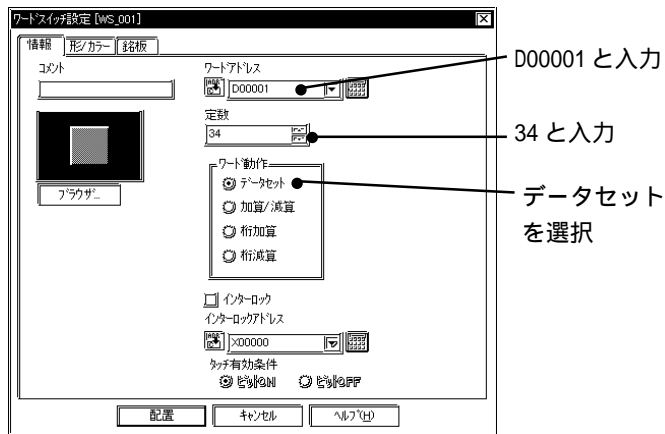 ワードスイッチ設定 [WS_001]
情報 形/カラー 銘板
コメント
ワードアドレス
D00001
定数
34
ブラウザ...
ワード動作
データセット
加算/減算
桁加算
桁減算
インターロック
インターロックアドレス
X00000
タッチ有効条件
ビットON ビットOFF
配置 キャンセル ヘルプ(H)
D00001 と入力
34 と入力
データセット
を選択